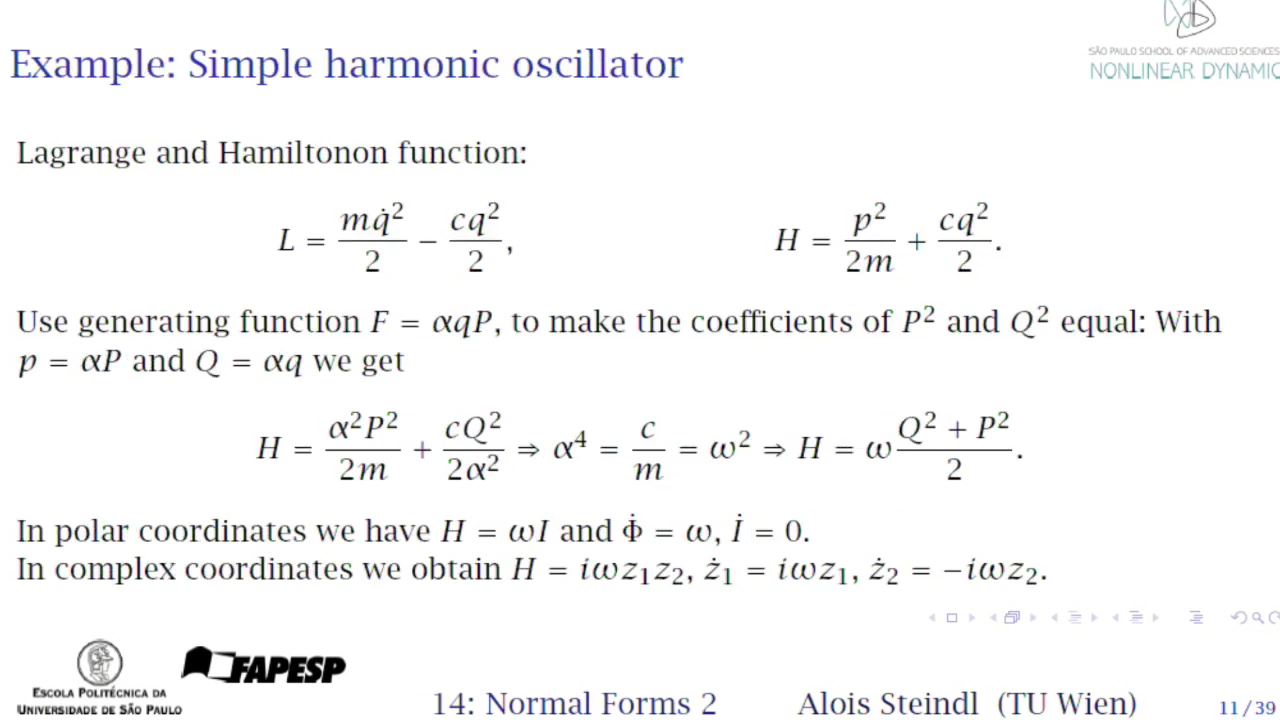 SÃO PAULO SCHOOL OF ADVANCED SCIENCES
NONLINEAR DYNAMIC
Example: Simple harmonic oscillator
Lagrange and Hamiltonon function:
L = mq̇²/2 − cq²/2, H = p²/2m + cq²/2.
Use generating function F = αqP, to make the coefficients of P² and Q² equal: With
p = αP and Q = αq we get
H = α²P²/2m + cQ²/2α² ⇒ α⁴ = c/m = ω² ⇒ H = ω Q² + P²/2.
In polar coordinates we have H = ωI and Φ̇ = ω, İ = 0.
In complex coordinates we obtain H = iωz₁z₂, ż₁ = iωz₁, ż₂ = −iωz₂.
ESCOLA POLITÉCNICA DA
UNIVERSIDADE DE SÃO PAULO
FAPESP
14: Normal Forms 2 Alois Steindl (TU Wien) 11/39